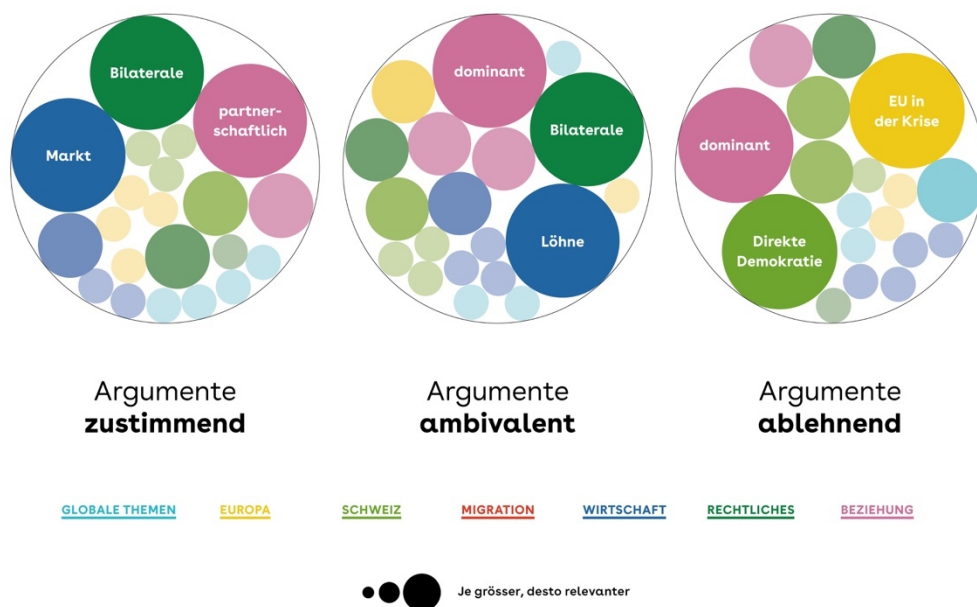 Bilaterale
partner-
schaftlich
Markt
dominant
Bilaterale
Löhne
EU in
der Krise
dominant
Direkte
Demokratie
Argumente
zustimmend
Argumente
ambivalent
Argumente
ablehnend
GLOBALE THEMEN
EUROPA
SCHWEIZ
MIGRATION
WIRTSCHAFT
RECHTLICHES
BEZIEHUNG
Je grösser, desto relevanter